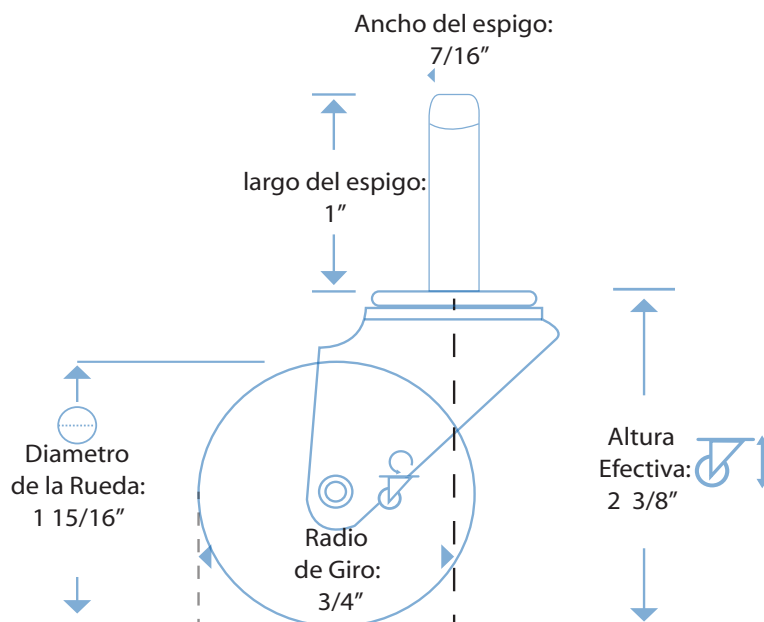 Ancho del espigo:
7/16”
largo del espigo:
1”
Diametro
de la Rueda:
1 15/16”
Radio
de Giro:
3/4”
Altura
Efectiva:
2 3/8”